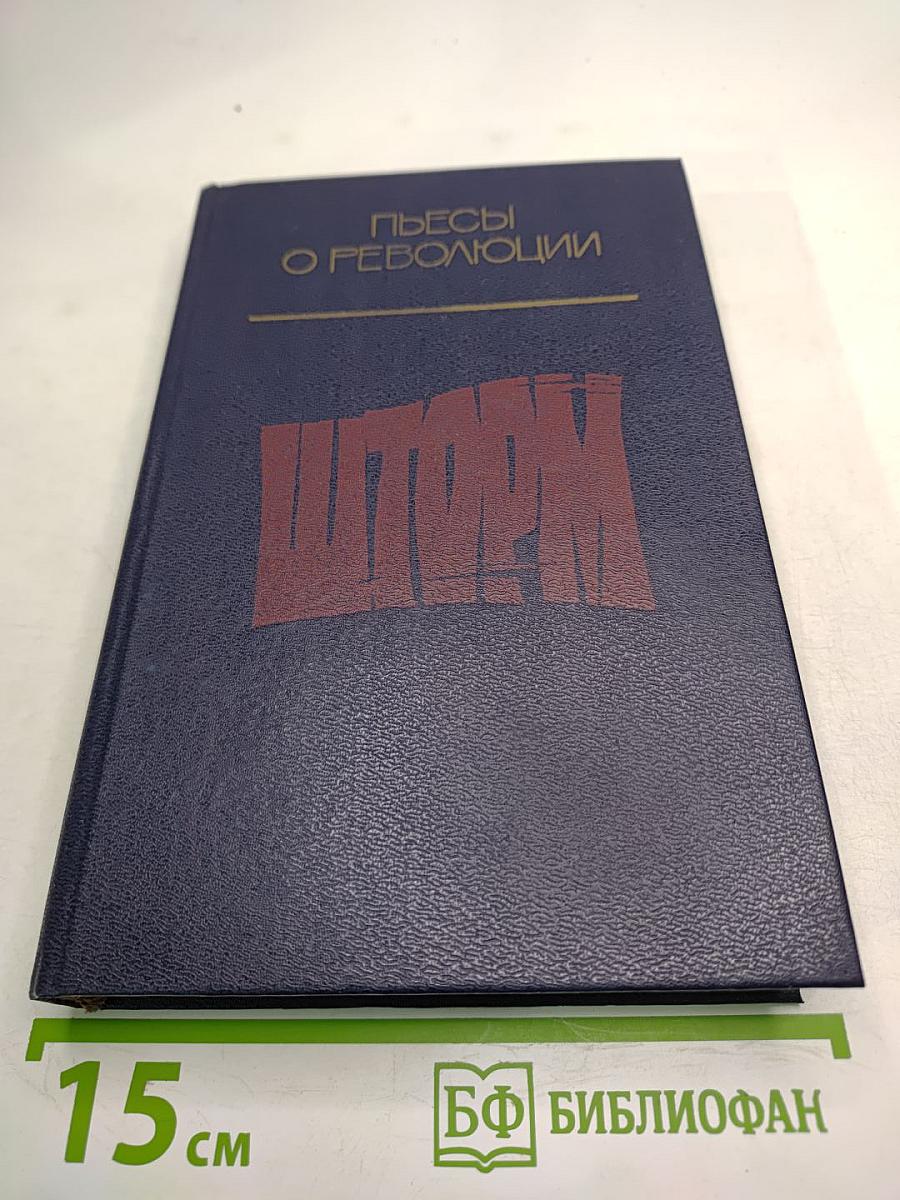 ПЬЕСЫ
О РЕВОЛЮЦИИ
ШТОРМ
15 см
БФ БИБЛИОФАН